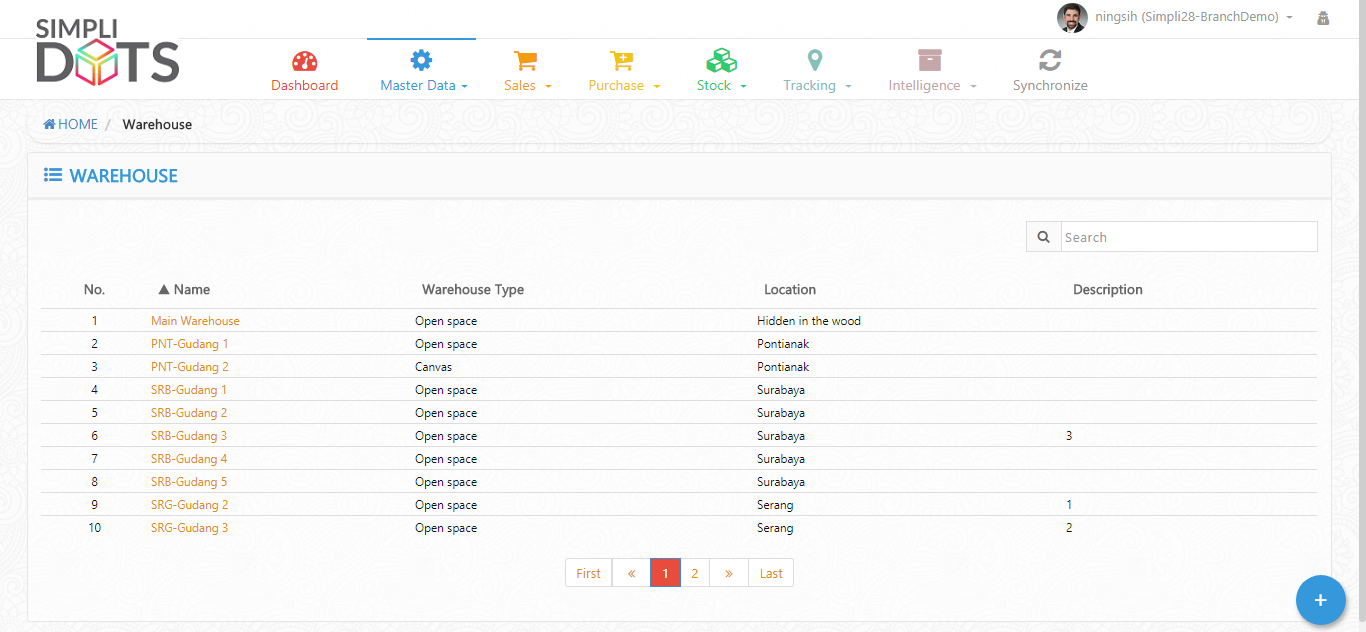 SIMPLI
DOTS
ningsih (Simpli28-BranchDemo)
Dashboard Master Data Sales Purchase Stock Tracking Intelligence Synchronize
HOME / Warehouse
WAREHOUSE
Search
No. ▲ Name Warehouse Type Location Description
1 Main Warehouse Open space Hidden in the wood
2 PNT-Gudang 1 Open space Pontianak
3 PNT-Gudang 2 Canvas Pontianak
4 SRB-Gudang 1 Open space Surabaya
5 SRB-Gudang 2 Open space Surabaya
6 SRB-Gudang 3 Open space Surabaya 3
7 SRB-Gudang 4 Open space Surabaya
8 SRB-Gudang 5 Open space Surabaya
9 SRG-Gudang 2 Open space Serang 1
10 SRG-Gudang 3 Open space Serang 2
First « 1 2 » Last
+